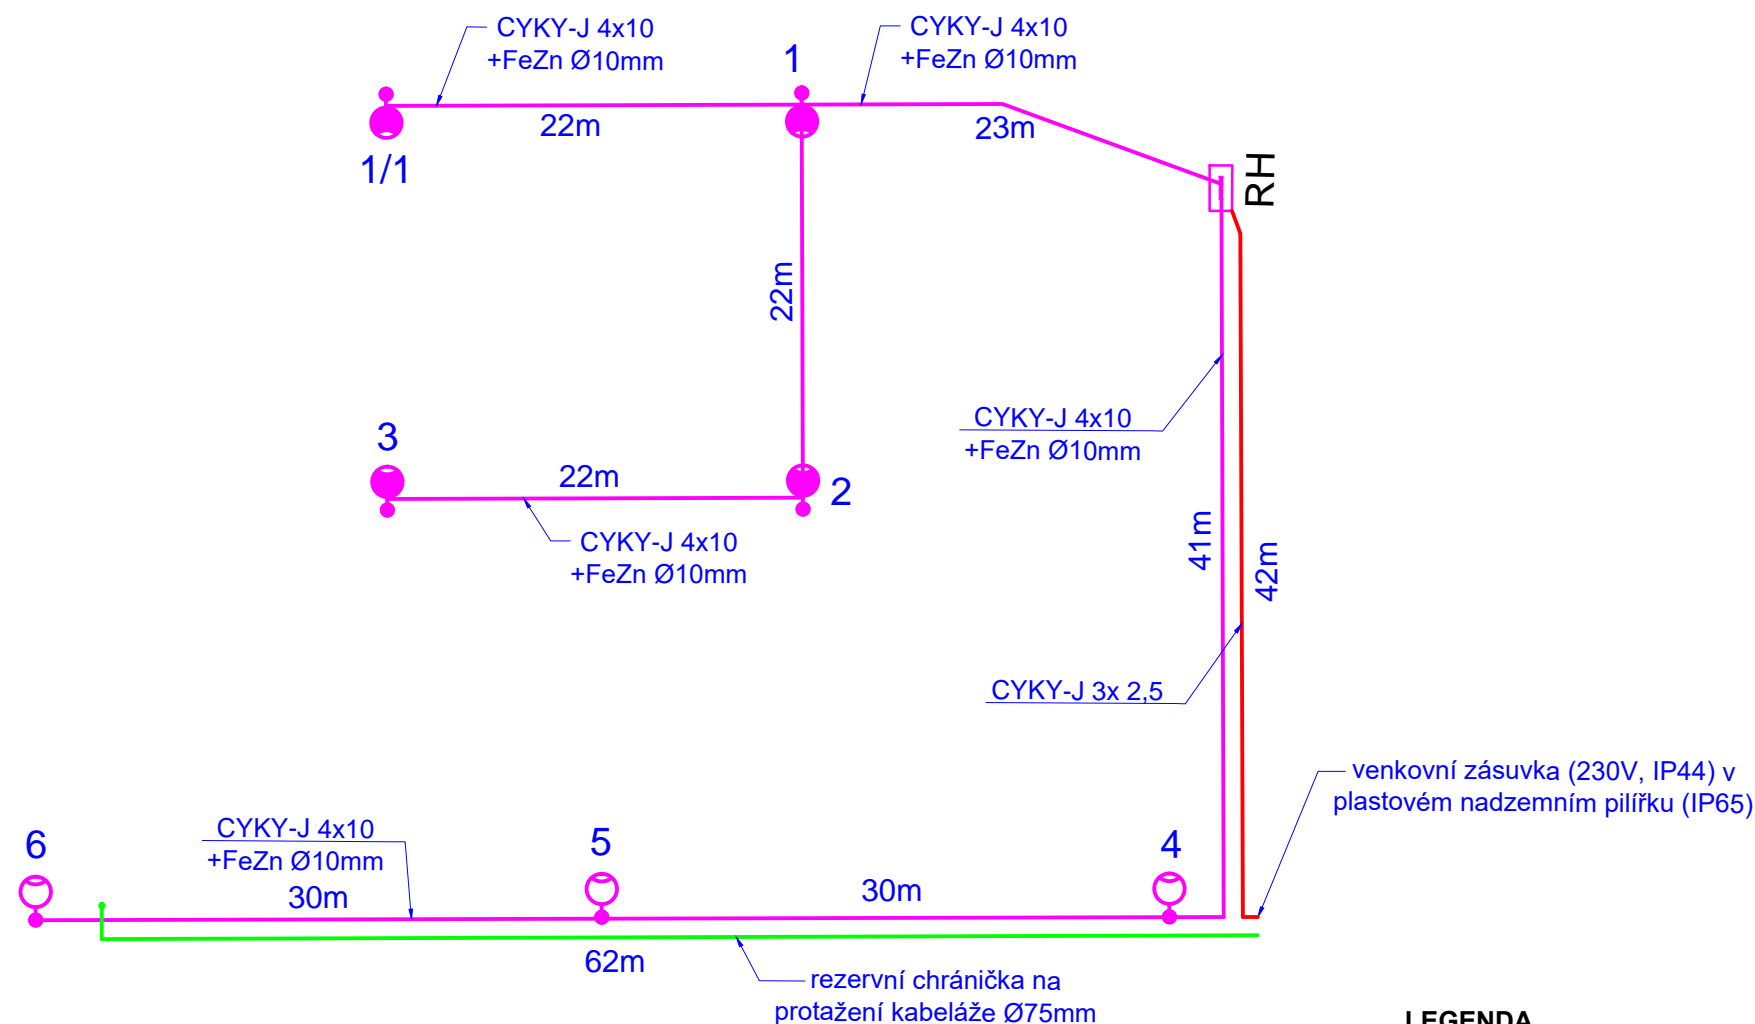 CYKY-J 4x10
+FeZn Ø10mm
CYKY-J 4x10
+FeZn Ø10mm
1
22m
23m
1/1
RH
22m
CYKY-J 4x10
+FeZn Ø10mm
3
22m
2
CYKY-J 4x10
+FeZn Ø10mm
41m
42m
CYKY-J 3x 2,5
venkovní zásuvka (230V, IP44) v
plastovém nadzemním pilířku (IP65)
6
CYKY-J 4x10
+FeZn Ø10mm
30m
5
30m
4
62m
rezervní chránička na
protažení kabeláže Ø75mm
LEGENDA